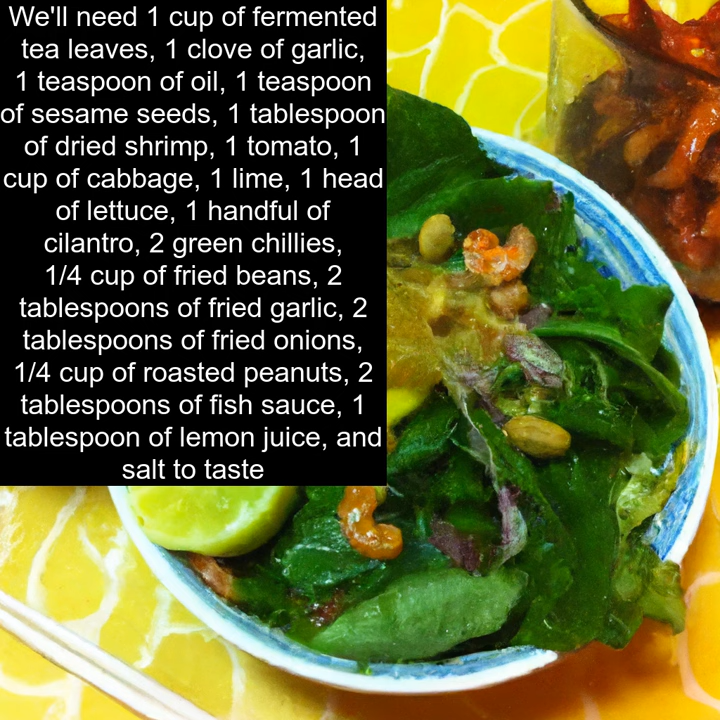 We'll need 1 cup of fermented
tea leaves, 1 clove of garlic,
1 teaspoon of oil, 1 teaspoon
of sesame seeds, 1 tablespoon
of dried shrimp, 1 tomato, 1
cup of cabbage, 1 lime, 1 head
of lettuce, 1 handful of
cilantro, 2 green chillies,
1/4 cup of fried beans, 2
tablespoons of fried garlic, 2
tablespoons of fried onions,
1/4 cup of roasted peanuts, 2
tablespoons of fish sauce, 1
tablespoon of lemon juice, and
salt to taste